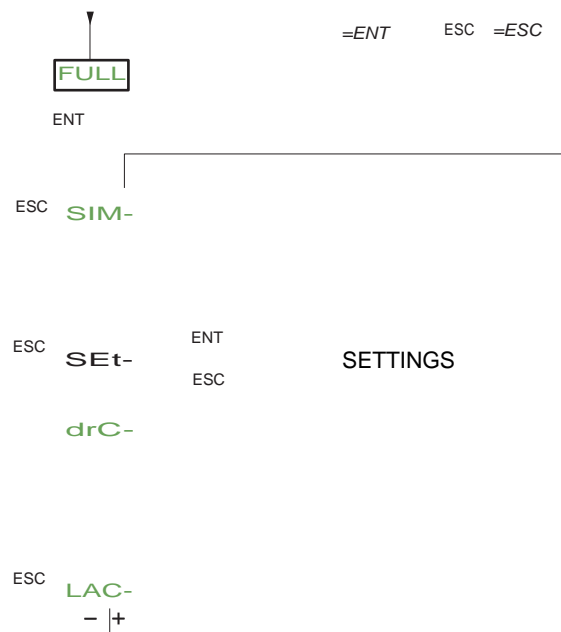 =ENT ESC =ESC
FULL
ENT
ESC SIM-
ENT
ESC SEt- SETTINGS
ESC
drC-
ESC LAC-
− +